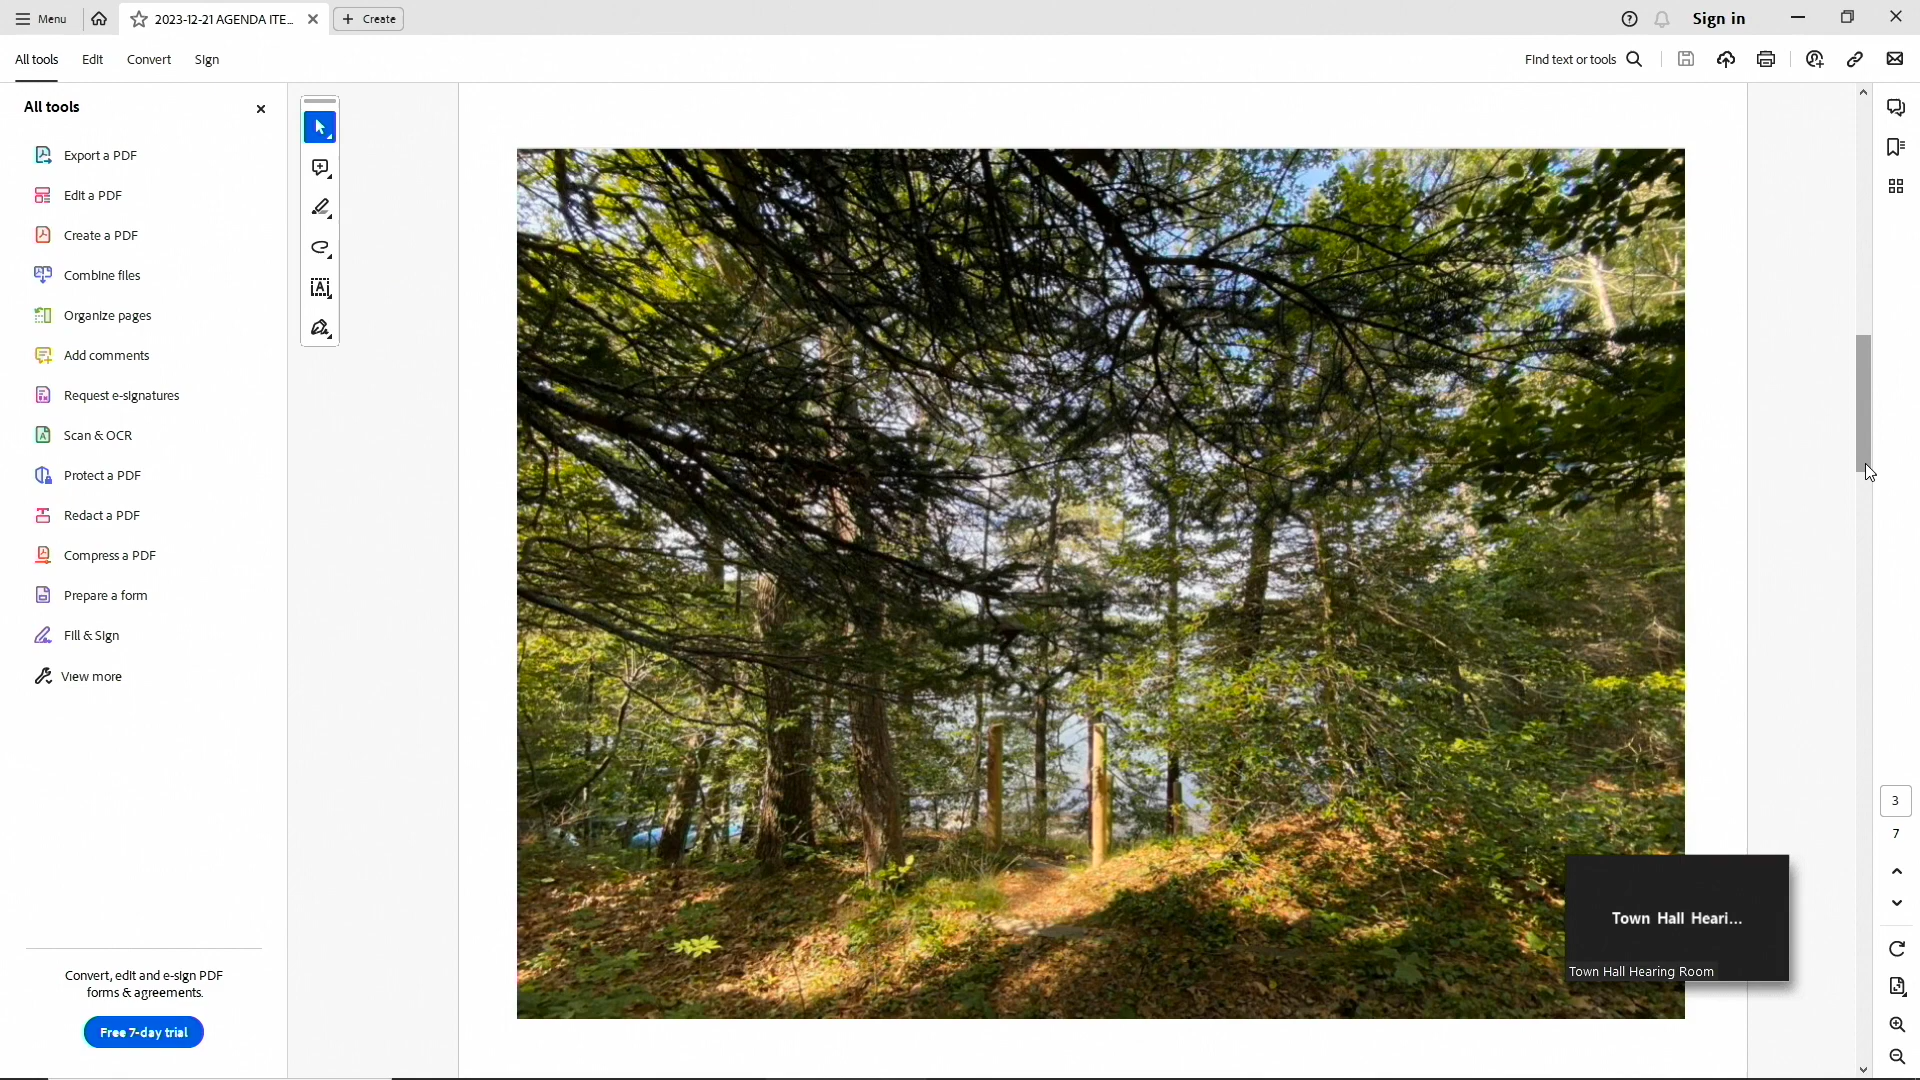 Menu
2023-12-21 AGENDA ITE...
Create
Sign in
All tools
Edit
Convert
Sign
Find text or tools
All tools
Export a PDF
Edit a PDF
Create a PDF
Combine files
Organize pages
Add comments
Request e-signatures
Scan & OCR
Protect a PDF
Redact a PDF
Compress a PDF
Prepare a form
Fill & Sign
View more
Convert, edit and e-sign PDF
forms & agreements.
Free 7-day trial
3
7
Town Hall Heari...
Town Hall Hearing Room